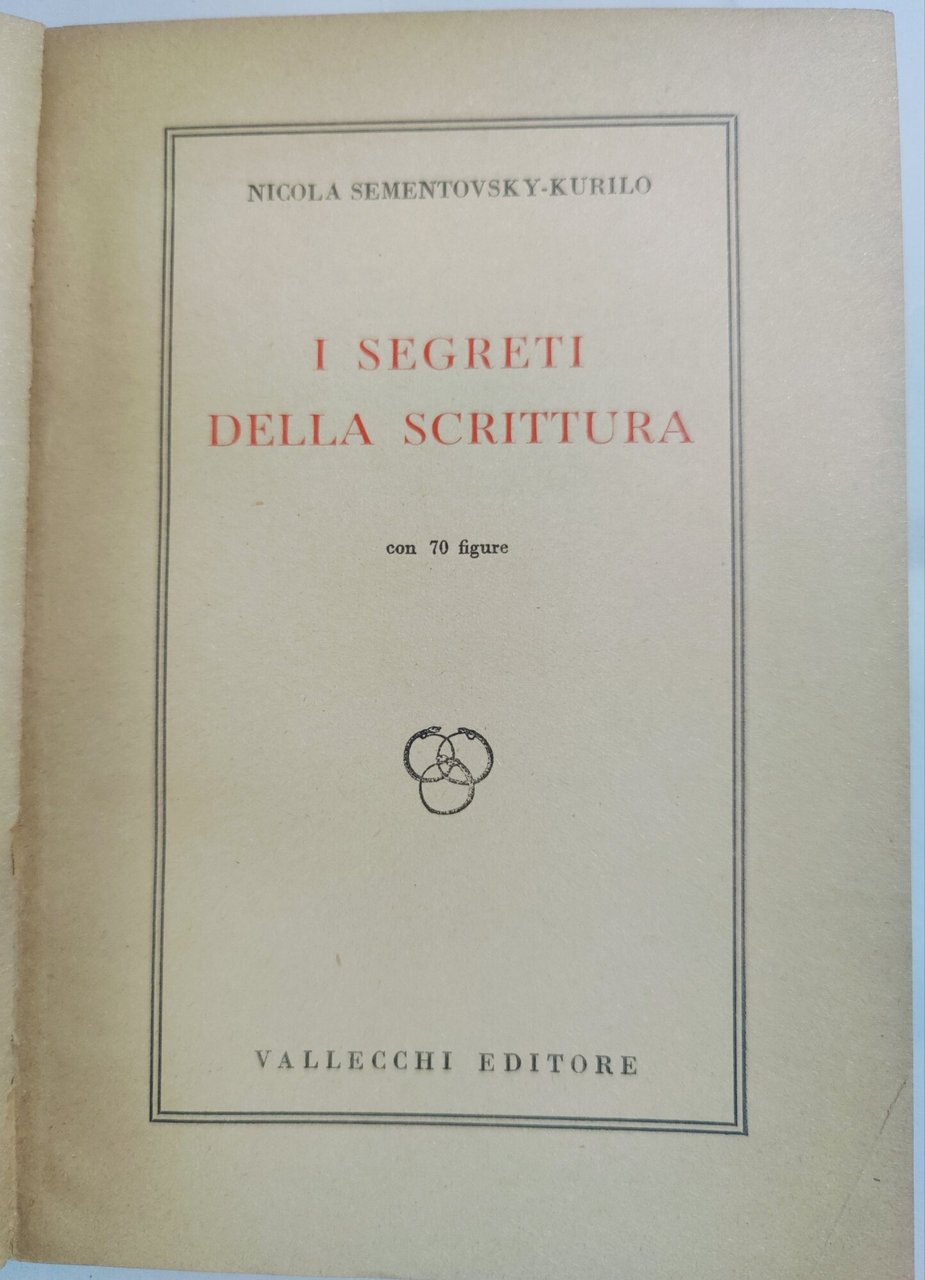 NICOLA SEMENTOVSKY-KURILO
I SEGRETI
DELLA SCRITTURA
con 70 figure
VALLECCHI EDITORE